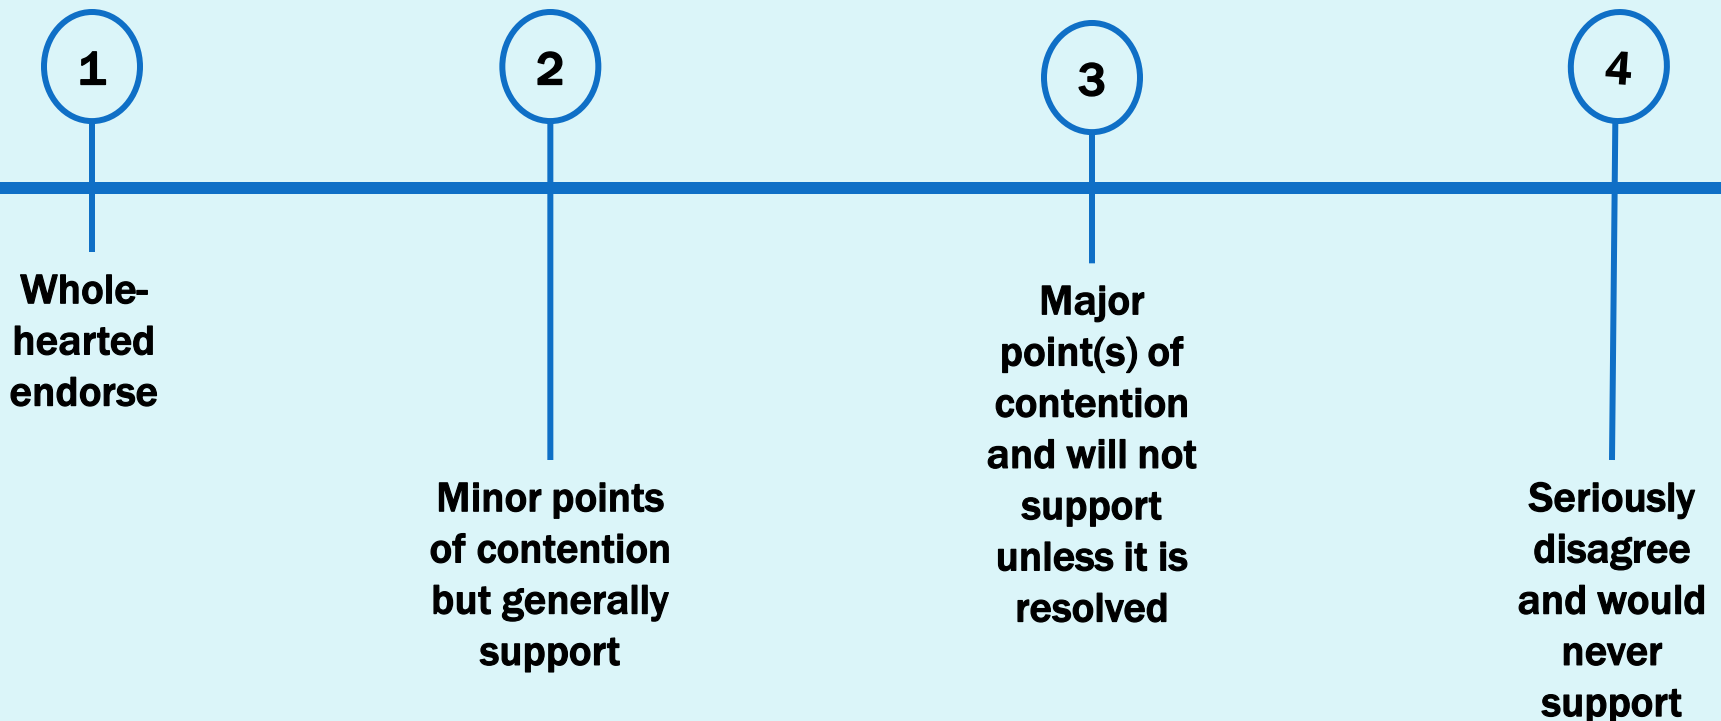 1
2
3
4
Whole-
hearted
endorse
Minor points
of contention
but generally
support
Major
point(s) of
contention
and will not
support
unless it is
resolved
Seriously
disagree
and would
never
support